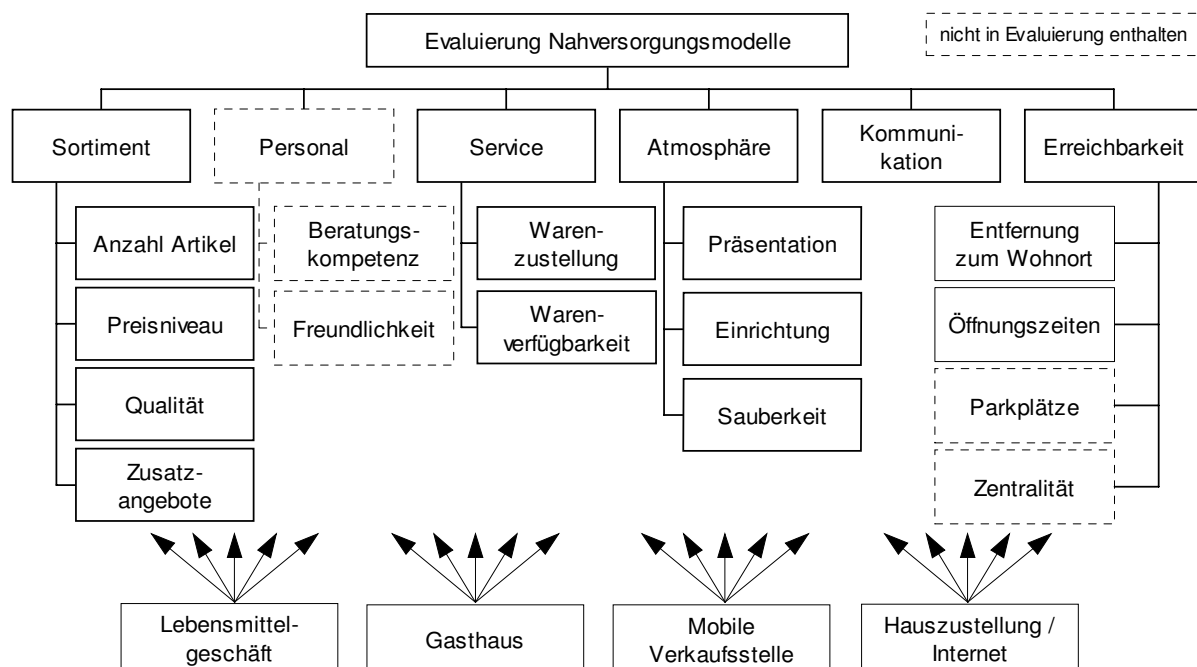 Evaluierung Nahversorgungsmodelle
nicht in Evaluierung enthalten
Sortiment
Personal
Service
Atmosphäre
Kommuni-
kation
Erreichbarkeit
Anzahl Artikel
Preisniveau
Qualität
Zusatz-
angebote
Beratungs-
kompetenz
Freundlichkeit
Waren-
zustellung
Waren-
verfügbarkeit
Präsentation
Einrichtung
Sauberkeit
Entfernung
zum Wohnort
Öffnungszeiten
Parkplätze
Zentralität
Lebensmittel-
geschäft
Gasthaus
Mobile
Verkaufsstelle
Hauszustellung /
Internet